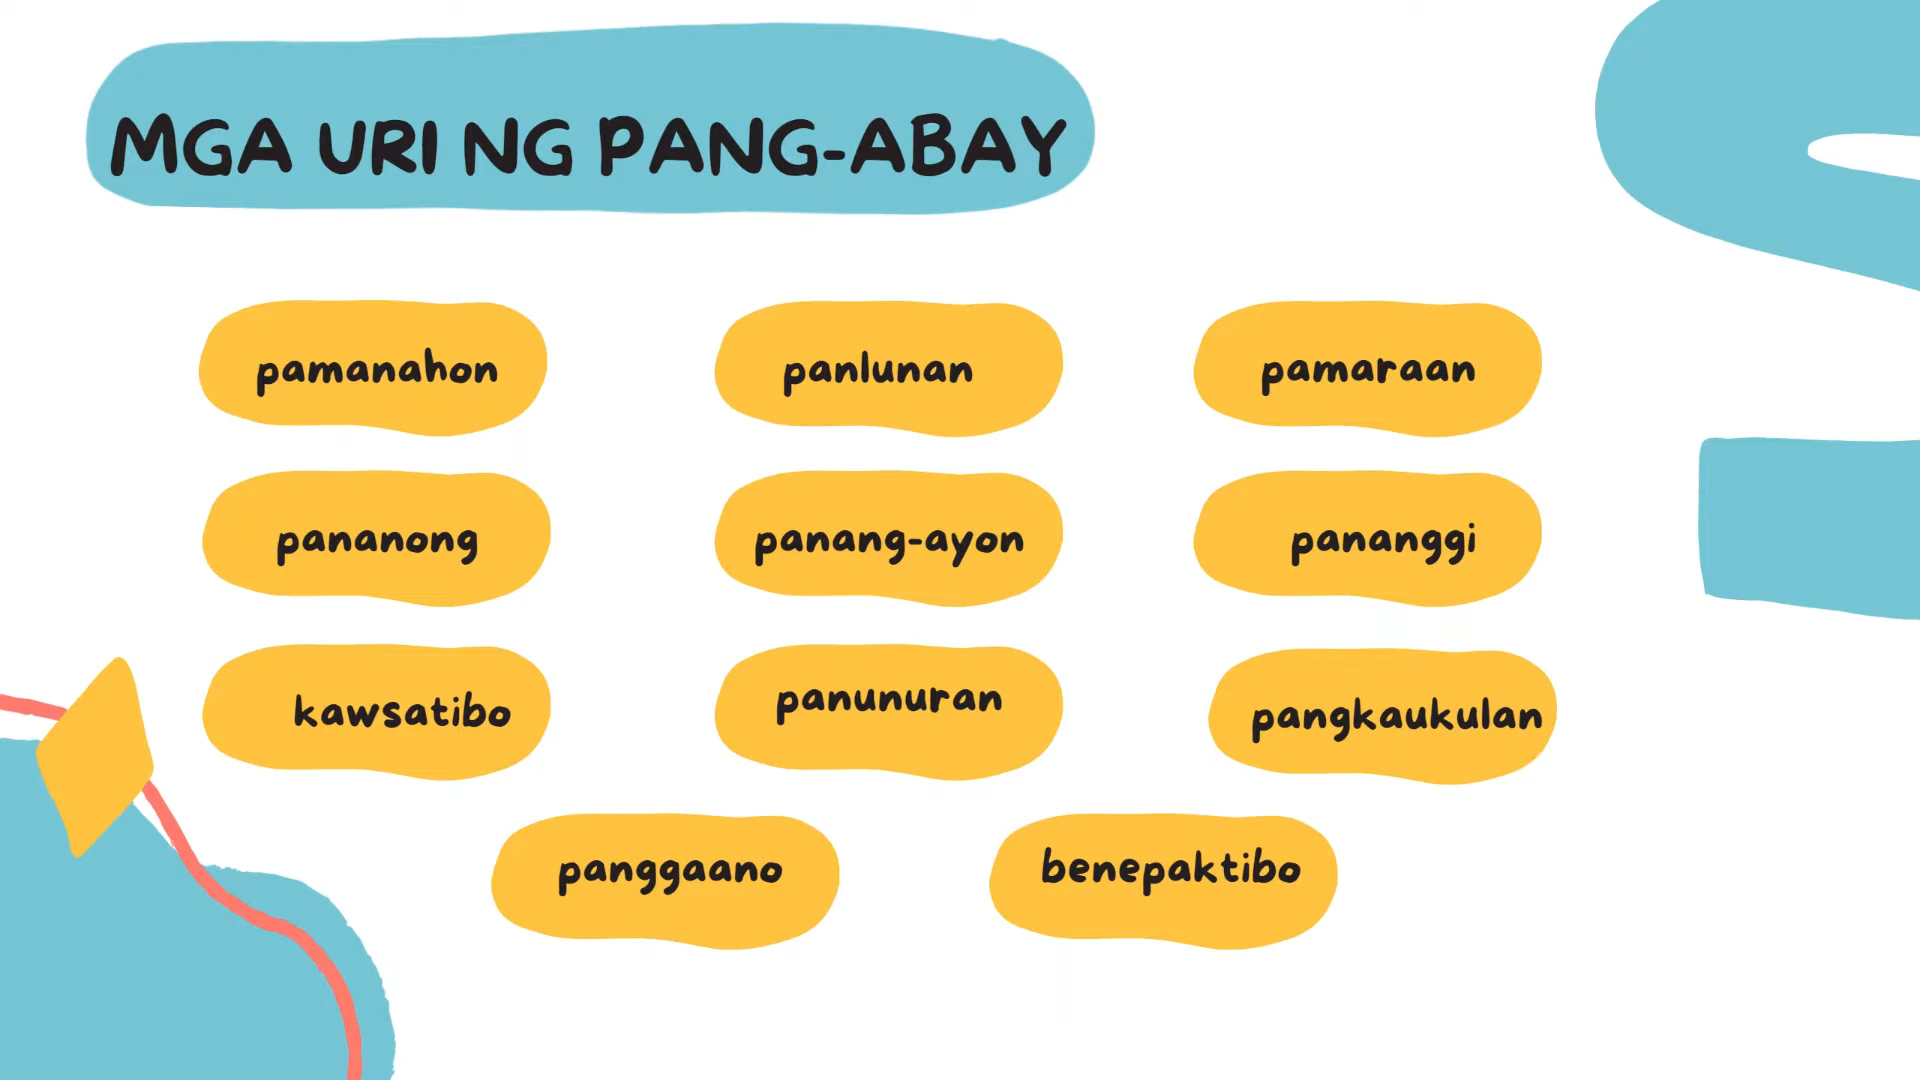 MGA URI NG PANG-ABAY
pamanahon
panlunan
pamaraan
pananong
panang-ayon
pananggi
kawsatibo
panunuran
pangkaukulan
panggaano
benepaktibo